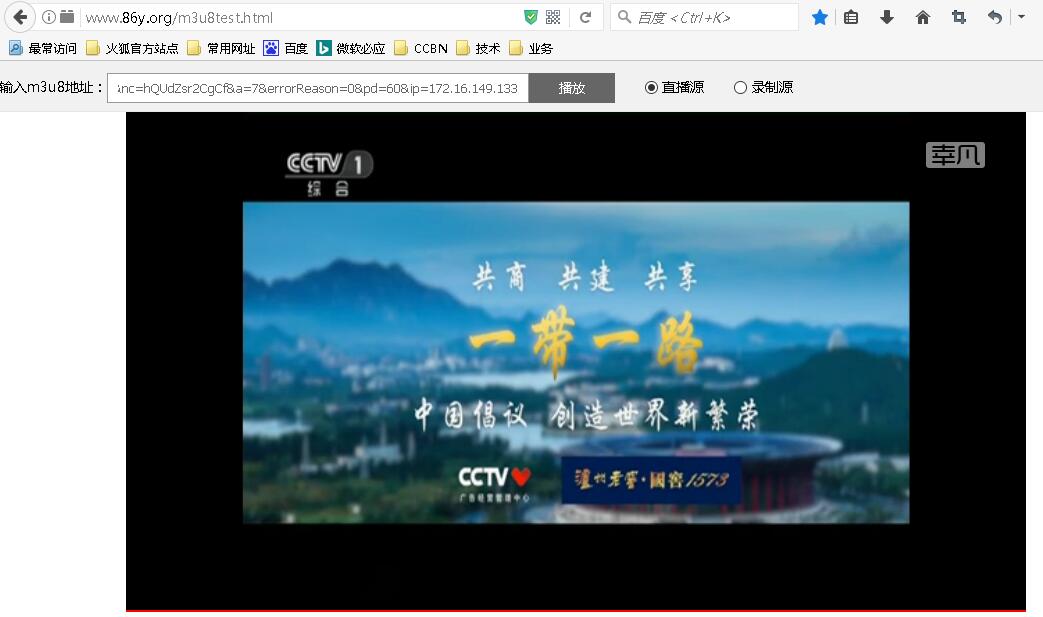 www.86y.org/m3u8test.html
百度 <Ctrl+K>
最常访问 火狐官方站点 常用网址 百度 微软必应 CCBN 技术 业务
输入m3u8地址： nc=hQUdZsr2CgCf&a=7&errorReason=0&pd=60&ip=172.16.149.133 播放 直播源 录制源
CCTV 1
综合
幸凡
共商 共建 共享
一带一路
中国倡议 创造世界新繁荣
CCTV
广告经营管理中心
泸州老窖·國窖1573